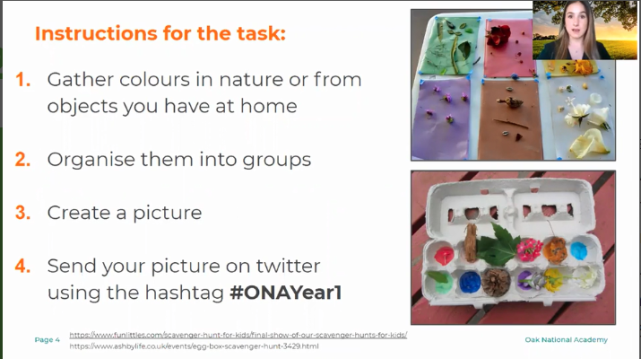 Instructions for the task:
1. Gather colours in nature or from
objects you have at home
2. Organise them into groups
3. Create a picture
4. Send your picture on twitter
using the hashtag #ONAYear1
Page 4
https://www.funlittles.com/scavenger-hunt-for-kids/final-show-of-our-scavenger-hunts-for-kids/
https://www.ashbylife.co.uk/events/egg-box-scavenger-hunt-3429.html
Oak National Academy